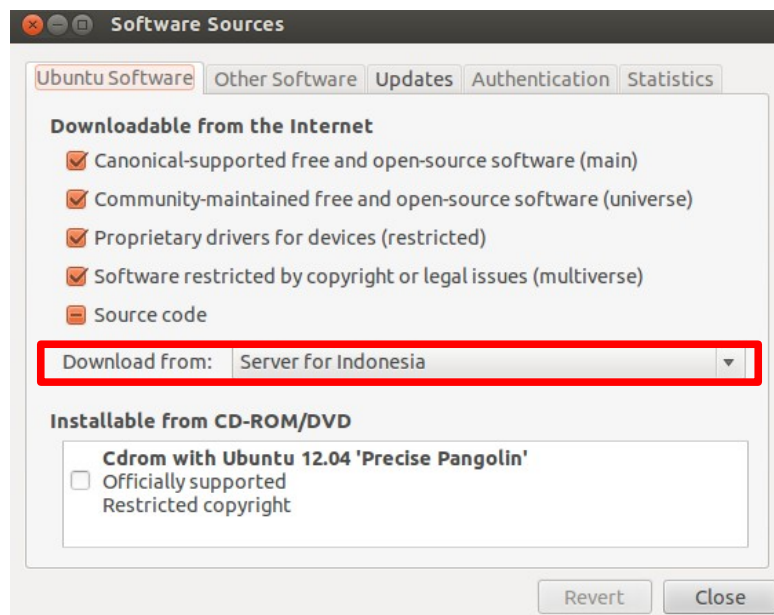 Software Sources
Ubuntu Software Other Software Updates Authentication Statistics
Downloadable from the Internet
Canonical-supported free and open-source software (main)
Community-maintained free and open-source software (universe)
Proprietary drivers for devices (restricted)
Software restricted by copyright or legal issues (multiverse)
Source code
Download from: Server for Indonesia
Installable from CD-ROM/DVD
Cdrom with Ubuntu 12.04 'Precise Pangolin'
Officially supported
Restricted copyright
Revert Close